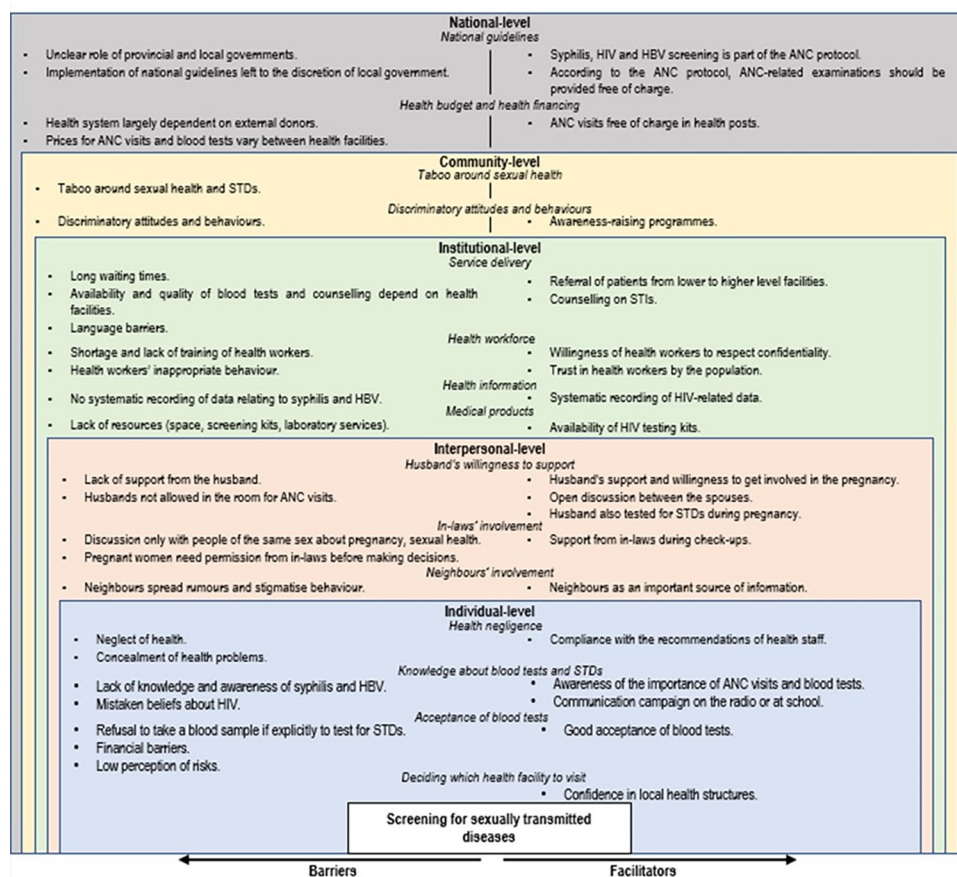 National-level
National guidelines
- Unclear role of provincial and local governments.
- Implementation of national guidelines left to the discretion of local government.
- Syphilis, HIV and HBV screening is part of the ANC protocol.
- According to the ANC protocol, ANC-related examinations should be
provided free of charge.
Health budget and health financing
- Health system largely dependent on external donors.
- Prices for ANC visits and blood tests vary between health facilities.
- ANC visits free of charge in health posts.
Community-level
Taboo around sexual health
- Taboo around sexual health and STDs.
Discriminatory attitudes and behaviours
- Discriminatory attitudes and behaviours.
- Awareness-raising programmes.
Institutional-level
Service delivery
- Long waiting times.
- Availability and quality of blood tests and counselling depend on health
facilities.
- Language barriers.
- Referral of patients from lower to higher level facilities.
- Counselling on STIs.
Health workforce
- Shortage and lack of training of health workers.
- Health workers' inappropriate behaviour.
- Willingness of health workers to respect confidentiality.
- Trust in health workers by the population.
Health information
- No systematic recording of data relating to syphilis and HBV.
- Systematic recording of HIV-related data.
Medical products
- Lack of resources (space, screening kits, laboratory services).
- Availability of HIV testing kits.
Interpersonal-level
Husband's willingness to support
- Lack of support from the husband.
- Husbands not allowed in the room for ANC visits.
- Husband's support and willingness to get involved in the pregnancy.
- Open discussion between the spouses.
- Husband also tested for STDs during pregnancy.
In-laws' involvement
- Discussion only with people of the same sex about pregnancy, sexual health.
- Pregnant women need permission from in-laws before making decisions.
- Support from in-laws during check-ups.
Neighbours' involvement
- Neighbours spread rumours and stigmatise behaviour.
- Neighbours as an important source of information.
Individual-level
Health negligence
- Neglect of health.
- Concealment of health problems.
- Compliance with the recommendations of health staff.
Knowledge about blood tests and STDs
• Lack of knowledge and awareness of syphilis and HBV.
• Mistaken beliefs about HIV.
• Awareness of the importance of ANC visits and blood tests.
• Communication campaign on the radio or at school.
Acceptance of blood tests
• Refusal to take a blood sample if explicitly to test for STDs.
• Financial barriers.
• Low perception of risks.
• Good acceptance of blood tests.
Deciding which health facility to visit
• Confidence in local health structures.
Screening for sexually transmitted
diseases
Barriers
Facilitators